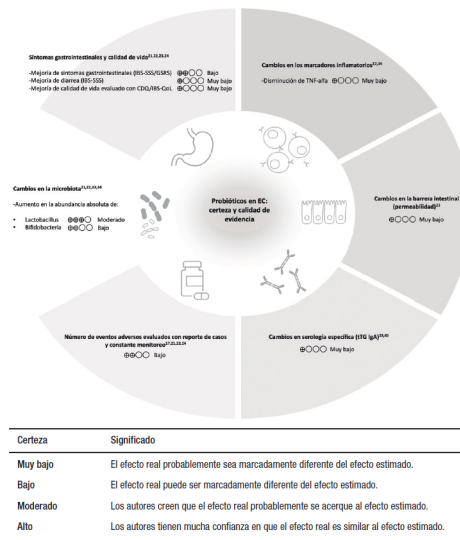 Síntomas gastrointestinales y calidad de vida
-Mejoría de síntomas gastrointestinales (IBS-SSS/GSRS) ⊕⊕○○ Bajo
-Mejoría de diarrea (IBS-SSS) ⊕○○○ Muy bajo
-Mejoría de calidad de vida evaluado con CDQ/IBS-QoL ⊕○○○ Muy bajo
Cambios en los marcadores inflamatorios
-Disminución de TNF-alfa ⊕○○○ Muy bajo
Cambios en la microbiota
-Aumento en la abundancia absoluta de:
• Lactobacillus ⊕⊕⊕○ Moderado
• Bifidobacteria ⊕⊕○○ Bajo
Probióticos en EC:
certeza y calidad de
evidencia
Cambios en la barrera intestinal
(permeabilidad)
⊕○○○ Muy bajo
Número de eventos adversos evaluados con reporte de casos
y constante monitoreo
⊕⊕○○ Bajo
Cambios en serología específica (tTG IgA)
⊕○○○ Muy bajo
Certeza Significado
Muy bajo El efecto real probablemente sea marcadamente diferente del efecto estimado.
Bajo El efecto real puede ser marcadamente diferente del efecto estimado.
Moderado Los autores creen que el efecto real probablemente se acerque al efecto estimado.
Alto Los autores tienen mucha confianza en que el efecto real es similar al efecto estimado.